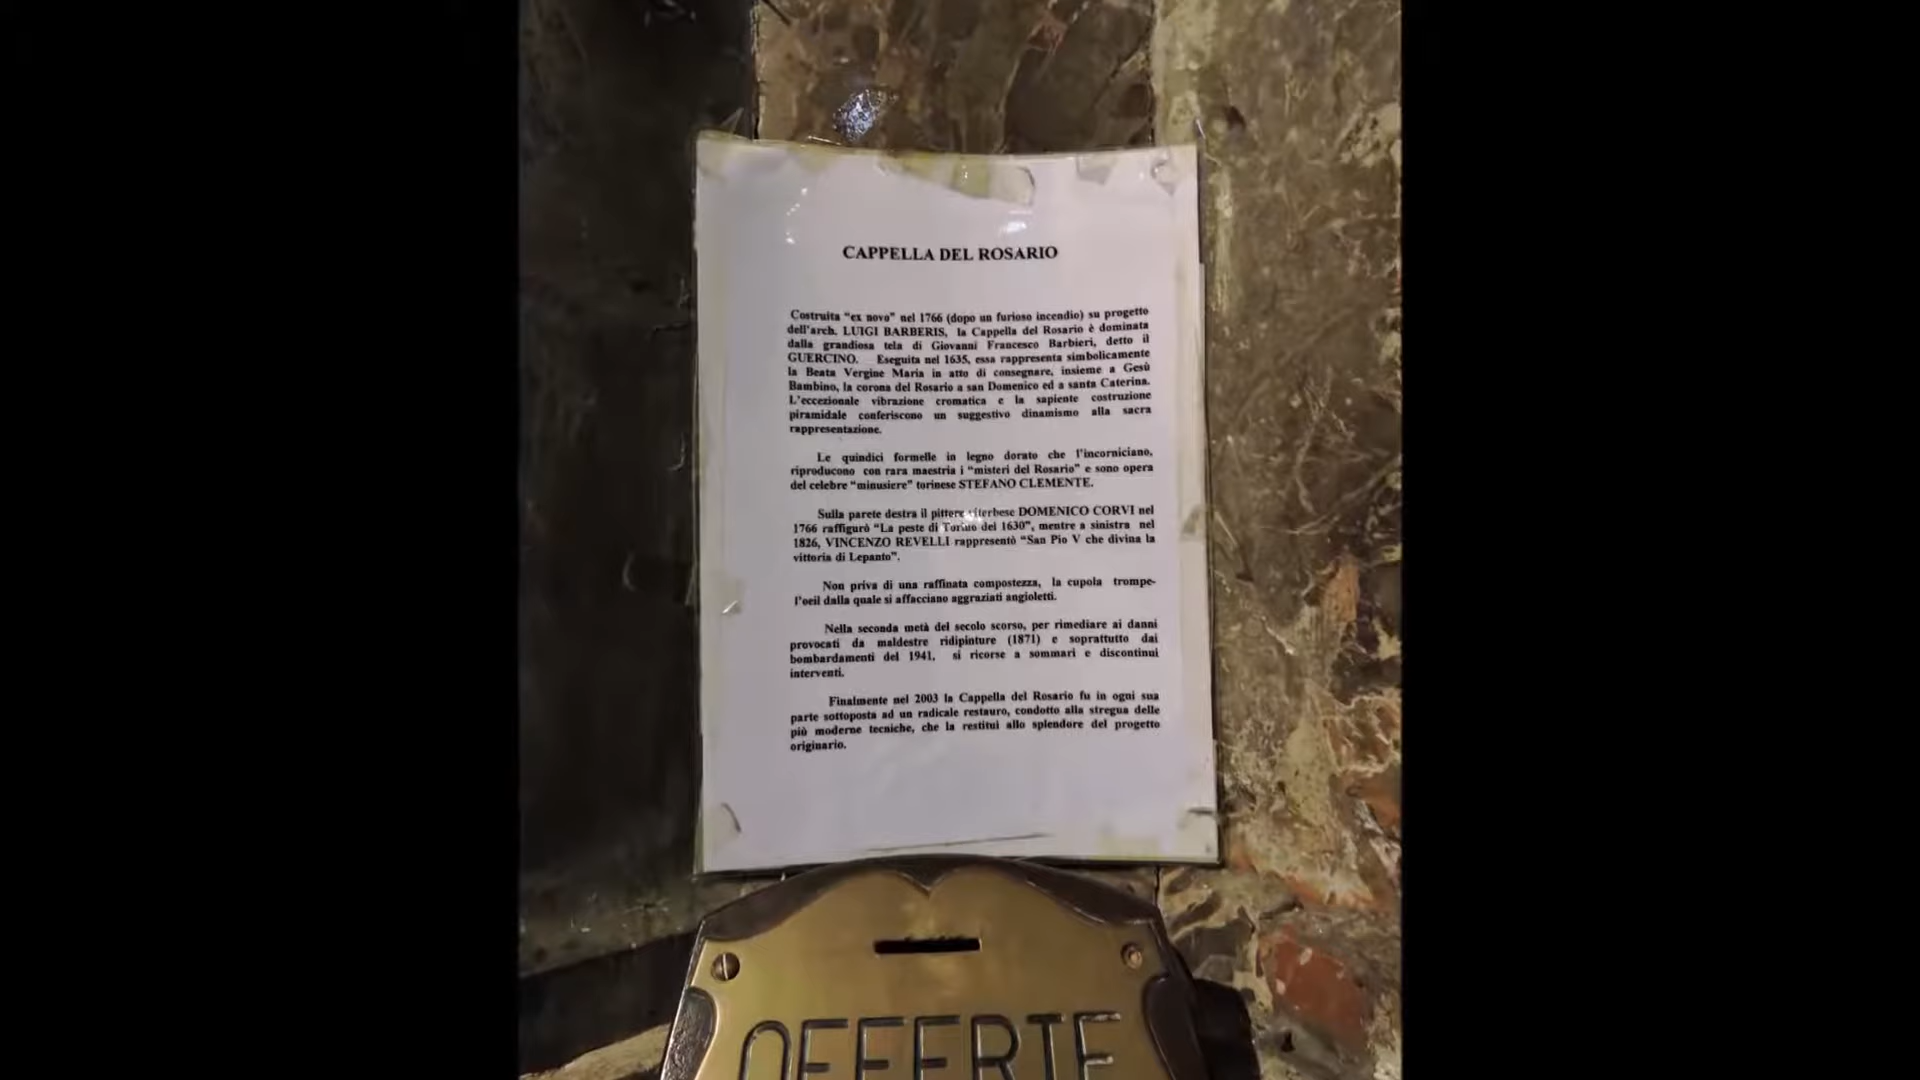 CAPPELLA DEL ROSARIO
Costruita "ex novo" nel 1766 (dopo un furioso incendio) su progetto
dell'arch. LUIGI BARBERIS, la Cappella del Rosario è dominata
dalla grandiosa tela di Giovanni Francesco Barbieri, detto il
GUERCINO. Eseguita nel 1635, essa rappresenta simbolicamente
la Beata Vergine Maria in atto di consegnare, insieme a Gesù
Bambino, la corona del Rosario a san Domenico ed a santa Caterina.
L'eccezionale vibrazione cromatica e la sapiente costruzione
piramidale conferiscono un suggestivo dinamismo alla sacra
rappresentazione.
Le quindici formelle in legno dorato che l'incorniciano,
riproducono con rara maestria i "misteri del Rosario" e sono opera
del celebre "minusiere" torinese STEFANO CLEMENTE.
Sulla parete destra il pittore viterbese DOMENICO CORVI nel
1766 raffigurò "La peste di Torino del 1630", mentre a sinistra nel
1826, VINCENZO REVELLI rappresentò "San Pio V che divina la
vittoria di Lepanto".
Non priva di una raffinata compostezza, la cupola trompe-
l'oeil dalla quale si affacciano aggraziati angioletti.
Nella seconda metà del secolo scorso, per rimediare ai danni
provocati da maldestre ridipinture (1871) e soprattutto dai
bombardamenti del 1941, si ricorse a sommari e discontinui
interventi.
Finalmente nel 2003 la Cappella del Rosario fu in ogni sua
parte sottoposta ad un radicale restauro, condotto alla stregua delle
più moderne tecniche, che la restituì allo splendore del progetto
originario.
OFFERTE